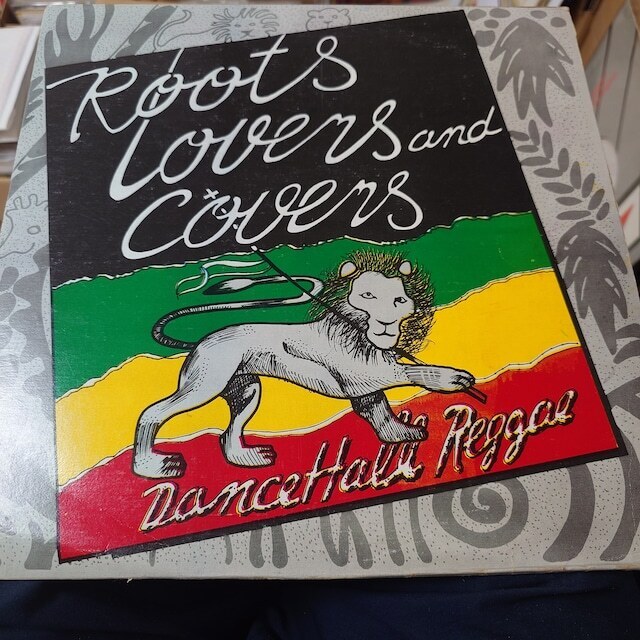 Roots
Lovers and
Covers
DanceHall Reggae